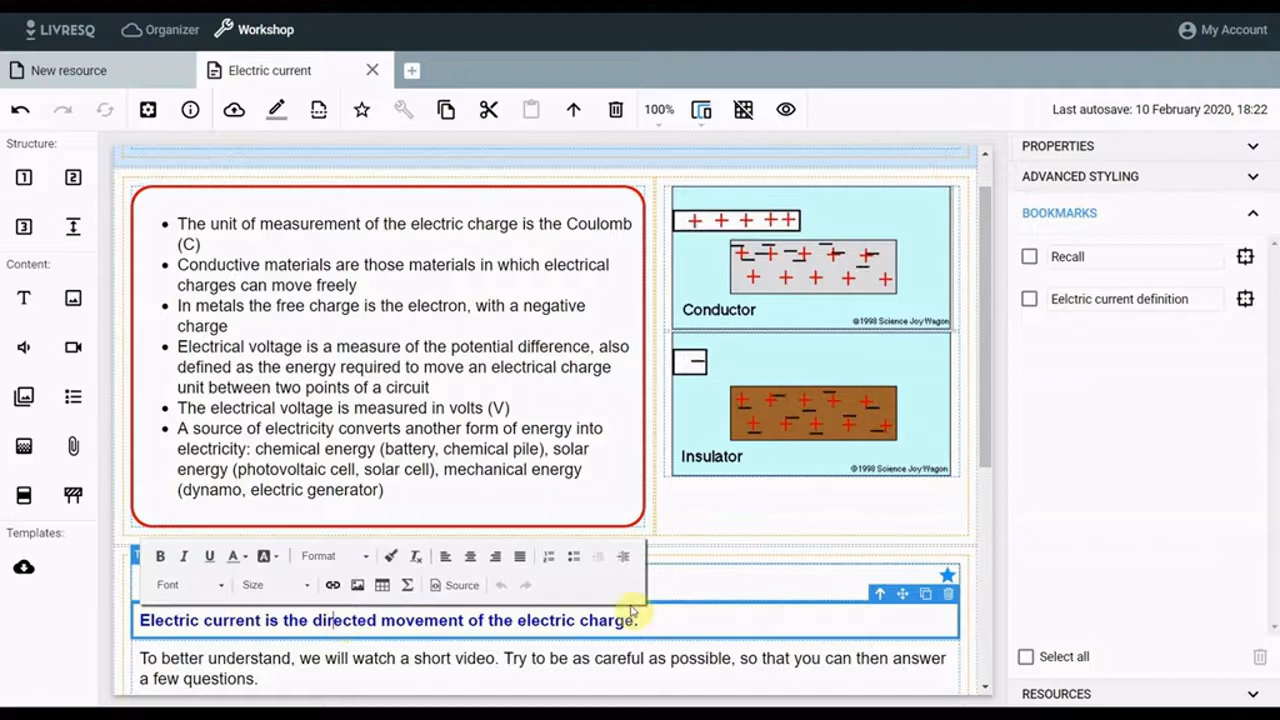 LIVRESQ Organizer Workshop My Account
New resource Electric current
100% Last autosave: 10 February 2020, 18:22
Structure:
1 2
3
Content:
Templates:
The unit of measurement of the electric charge is the Coulomb
(C)
Conductive materials are those materials in which electrical
charges can move freely
In metals the free charge is the electron, with a negative
charge
Electrical voltage is a measure of the potential difference, also
defined as the energy required to move an electrical charge
unit between two points of a circuit
The electrical voltage is measured in volts (V)
A source of electricity converts another form of energy into
electricity: chemical energy (battery, chemical pile), solar
energy (photovoltaic cell, solar cell), mechanical energy
(dynamo, electric generator)
Conductor
©1998 Science Joy Wagon
Insulator
©1998 Science Joy Wagon
B I U A A Format
Font Size Source
Electric current is the directed movement of the electric charge.
To better understand, we will watch a short video. Try to be as careful as possible, so that you can then answer
a few questions.
PROPERTIES
ADVANCED STYLING
BOOKMARKS
Recall
Eelctric current definition
Select all
RESOURCES